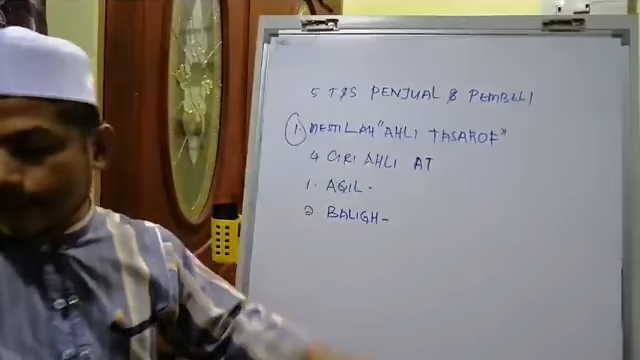 5 T&S PENJUAL & PEMBELI
1. MESTILAH "AHLI TASAROF"
4 CIRI AHLI AT
1. AQIL -
2. BALIGH -